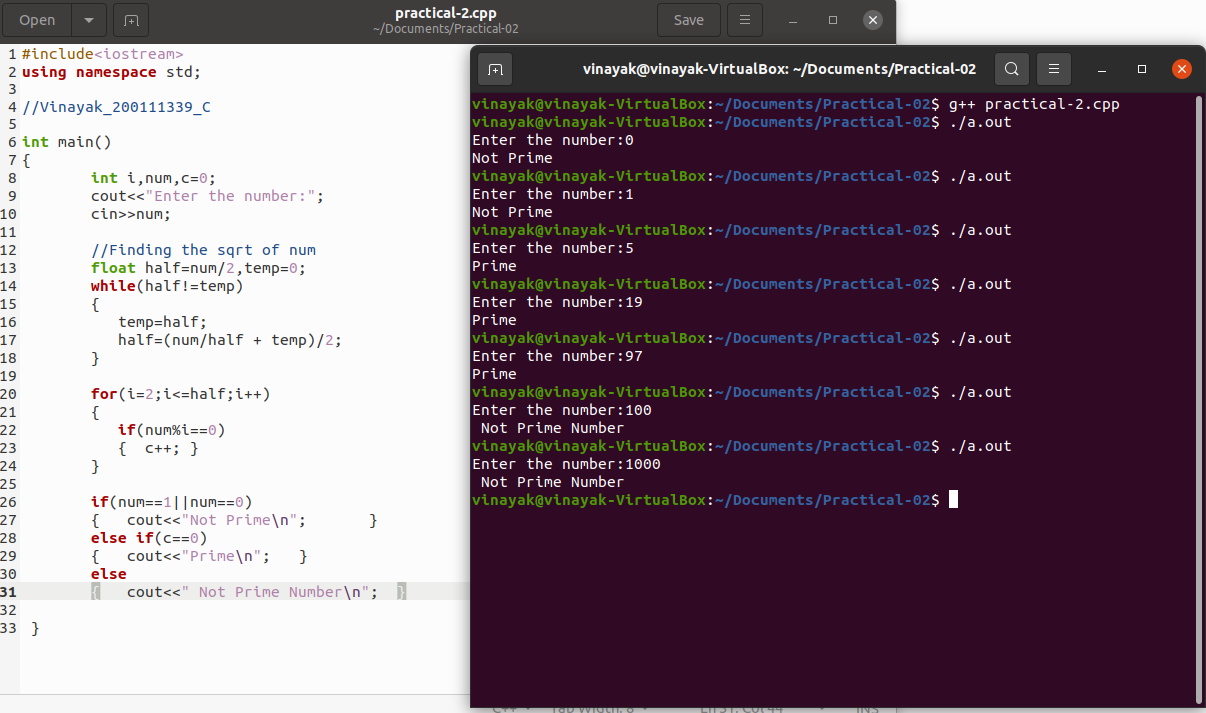 Open
practical-2.cpp
~/Documents/Practical-02
Save
1 #include<iostream>
2 using namespace std;
3
4 //Vinayak_200111339_C
5
6 int main()
7 {
8 int i,num,c=0;
9 cout<<"Enter the number:";
10 cin>>num;
11
12 //Finding the sqrt of num
13 float half=num/2,temp=0;
14 while(half!=temp)
15 {
16 temp=half;
17 half=(num/half + temp)/2;
18 }
19
20 for(i=2;i<=half;i++)
21 {
22 if(num%i==0)
23 { c++; }
24 }
25
26 if(num==1||num==0)
27 { cout<<"Not Prime\n"; }
28 else if(c==0)
29 { cout<<"Prime\n"; }
30 else
31 { cout<<" Not Prime Number\n"; }
32
33 }
vinayak@vinayak-VirtualBox: ~/Documents/Practical-02
vinayak@vinayak-VirtualBox:~/Documents/Practical-02$ g++ practical-2.cpp
vinayak@vinayak-VirtualBox:~/Documents/Practical-02$ ./a.out
Enter the number:0
Not Prime
vinayak@vinayak-VirtualBox:~/Documents/Practical-02$ ./a.out
Enter the number:1
Not Prime
vinayak@vinayak-VirtualBox:~/Documents/Practical-02$ ./a.out
Enter the number:5
Prime
vinayak@vinayak-VirtualBox:~/Documents/Practical-02$ ./a.out
Enter the number:19
Prime
vinayak@vinayak-VirtualBox:~/Documents/Practical-02$ ./a.out
Enter the number:97
Prime
vinayak@vinayak-VirtualBox:~/Documents/Practical-02$ ./a.out
Enter the number:100
Not Prime Number
vinayak@vinayak-VirtualBox:~/Documents/Practical-02$ ./a.out
Enter the number:1000
Not Prime Number
vinayak@vinayak-VirtualBox:~/Documents/Practical-02$